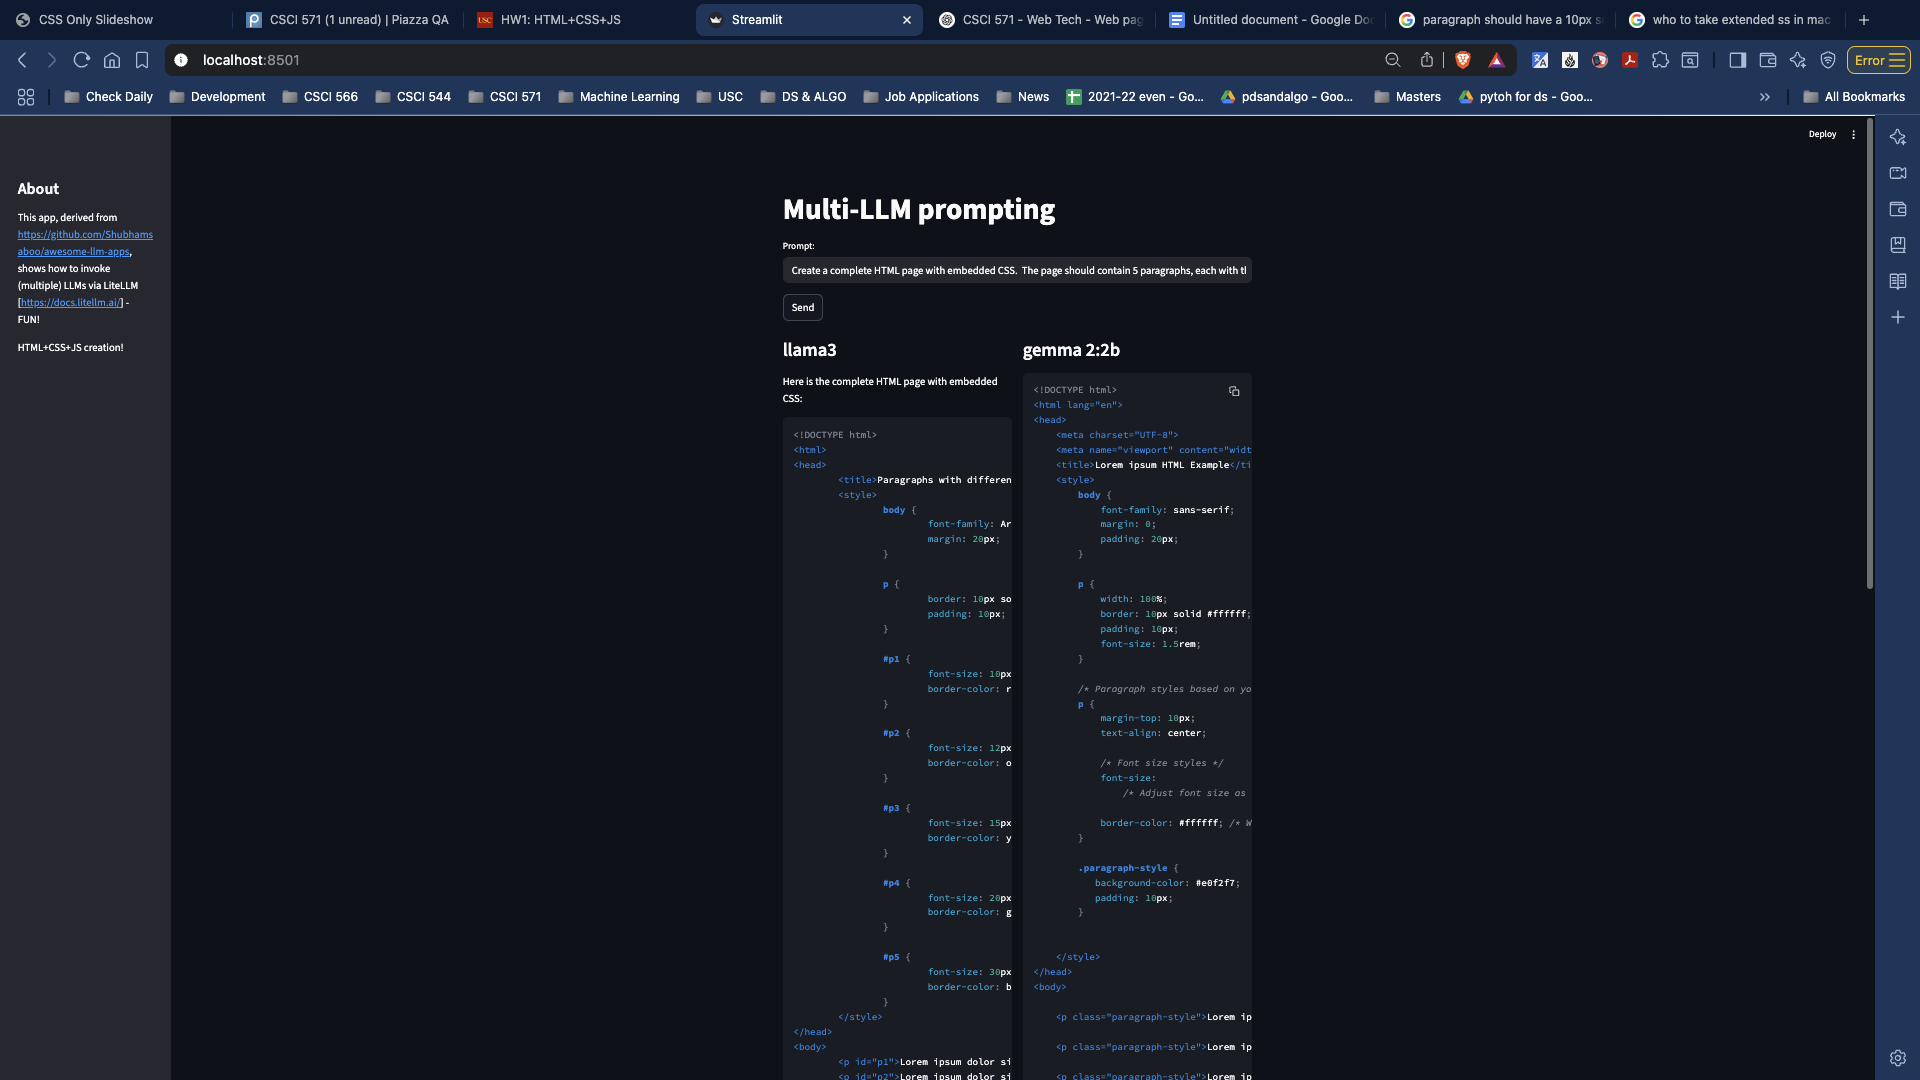 CSS Only Slideshow
CSCI 571 (1 unread) | Piazza QA
HW1: HTML+CSS+JS
Streamlit
CSCI 571 - Web Tech - Web pag
Untitled document - Google Doc
paragraph should have a 10px s
who to take extended ss in mac
localhost:8501
Error
Check Daily
Development
CSCI 566
CSCI 544
CSCI 571
Machine Learning
USC
DS & ALGO
Job Applications
News
2021-22 even - Go...
pdsandalgo - Goo...
Masters
pytoh for ds - Goo...
All Bookmarks
Deploy
About
This app, derived from
https://github.com/Shubhams
aboo/awesome-llm-apps,
shows how to invoke
(multiple) LLMs via LiteLLM
[https://docs.litellm.ai/] -
FUN!
HTML+CSS+JS creation!
Multi-LLM prompting
Prompt:
Create a complete HTML page with embedded CSS. The page should contain 5 paragraphs, each with tl
Send
llama3
Here is the complete HTML page with embedded
CSS:
<!DOCTYPE html>
<html>
<head>
<title>Paragraphs with differen
<style>
body {
font-family: Ar
margin: 20px;
}
p {
border: 10px so
padding: 10px;
}
#p1 {
font-size: 10px
border-color: r
}
#p2 {
font-size: 12px
border-color: o
}
#p3 {
font-size: 15px
border-color: y
}
#p4 {
font-size: 20px
border-color: g
}
#p5 {
font-size: 30px
border-color: b
}
</style>
</head>
<body>
<p id="p1">Lorem ipsum dolor si
<p id="p2">Lorem ipsum dolor si
gemma 2:2b
<!DOCTYPE html>
<html lang="en">
<head>
<meta charset="UTF-8">
<meta name="viewport" content="widt
<title>Lorem ipsum HTML Example</ti
<style>
body {
font-family: sans-serif;
margin: 0;
padding: 20px;
}
p {
width: 100%;
border: 10px solid #ffffff;
padding: 10px;
font-size: 1.5rem;
}
/* Paragraph styles based on yo
p {
margin-top: 10px;
text-align: center;
/* Font size styles */
font-size:
/* Adjust font size as
border-color: #ffffff; /* W
}
.paragraph-style {
background-color: #e0f2f7;
padding: 10px;
}
</style>
</head>
<body>
<p class="paragraph-style">Lorem ip
<p class="paragraph-style">Lorem ip
<p class="paragraph-style">Lorem ip